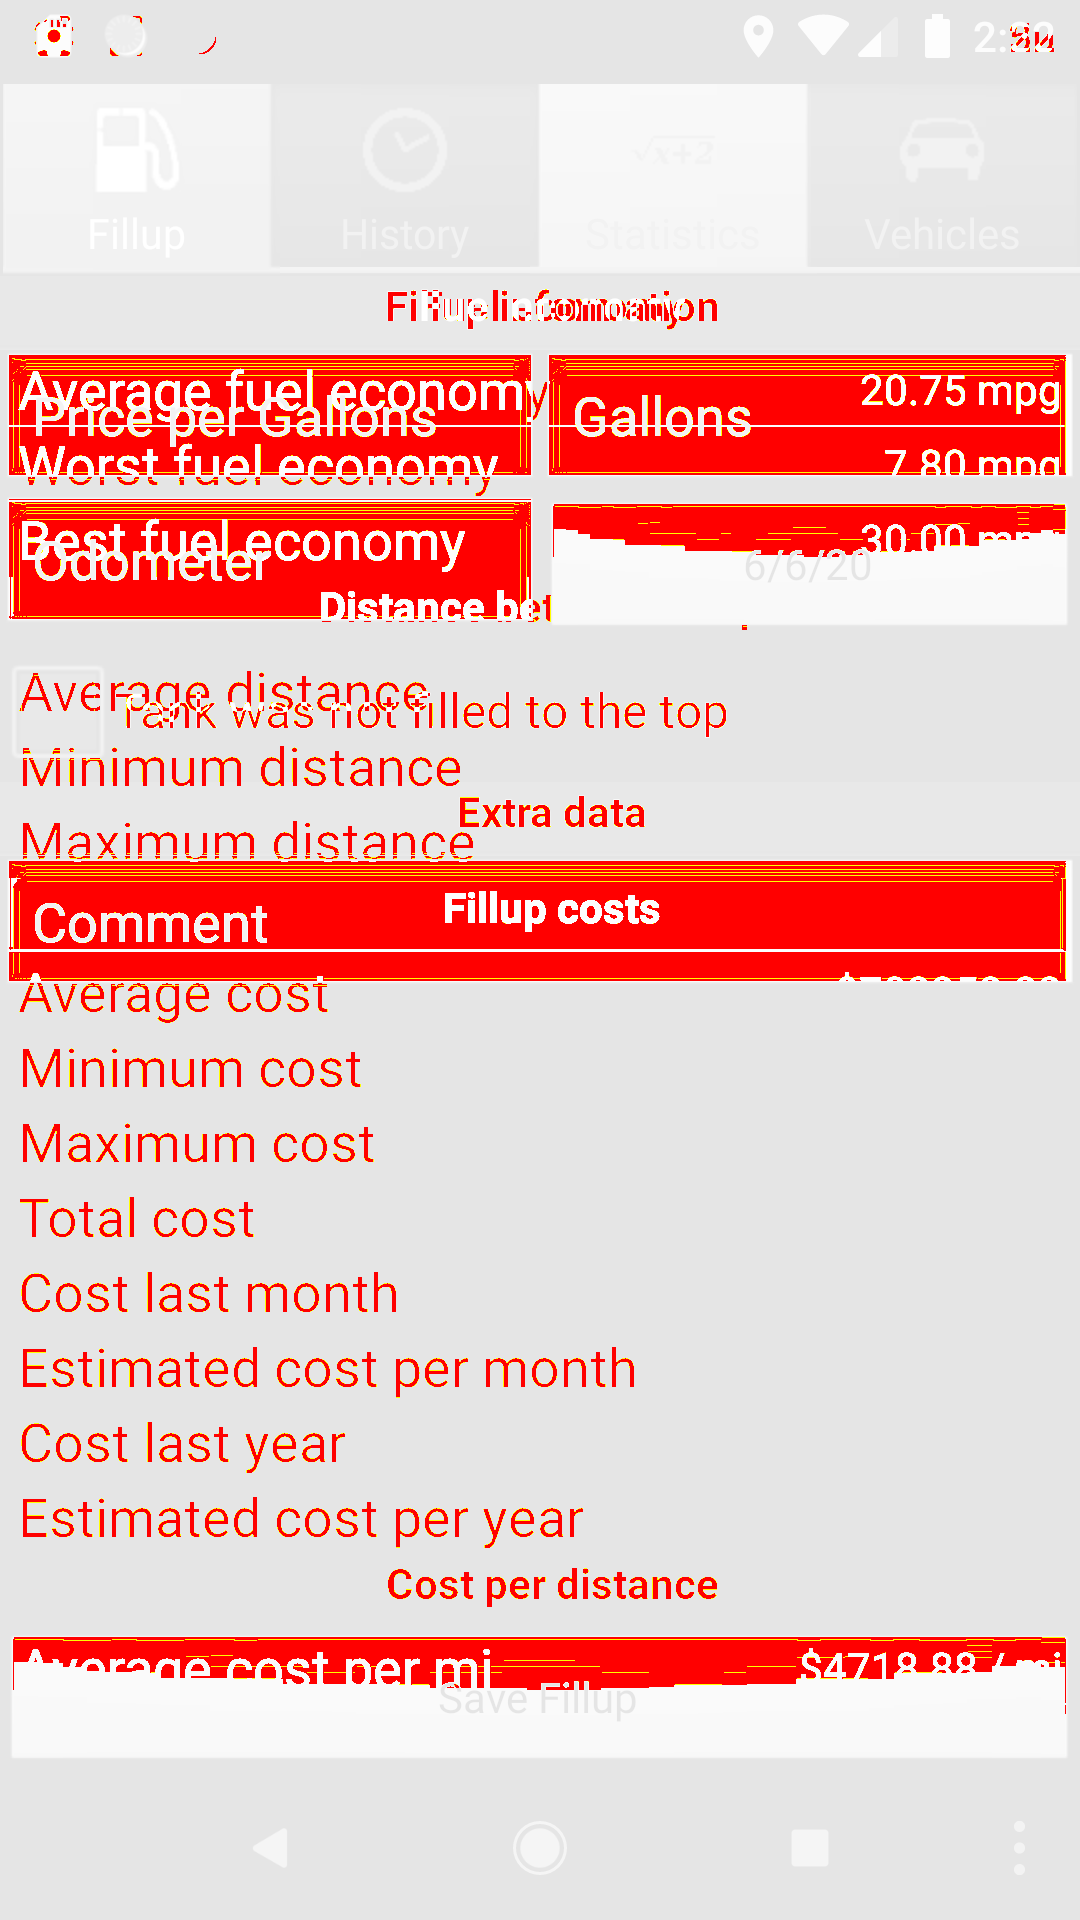 Fillup
History
√x+2
Statistics
Vehicles
Average fuel economy
20.75 mpg
Price per Gallons
Gallons
Worst fuel economy
7.80 mpg
Best fuel economy
30.00 mpg
Odometer
6/6/20
Distance
Average distance
Tank was not filled to the top
Minimum distance
Extra data
Maximum distance
Comment
Fillup costs
Average cost
Minimum cost
Maximum cost
Total cost
Cost last month
Estimated cost per month
Cost last year
Estimated cost per year
Cost per distance
Average cost per mi
$4718.88 / mi
Save Fillup